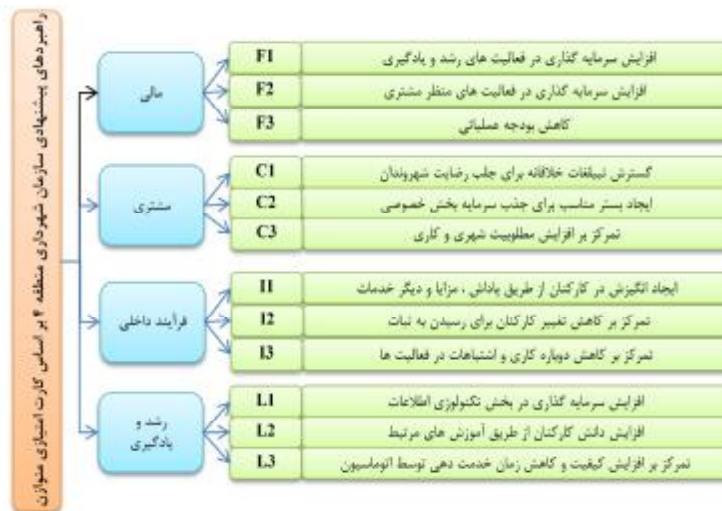 راهبردهای پیشنهادی سازمان شهرداری منطقه ۴ بر اساس کارت امتیازی متوازن
مالی
F1 افزایش سرمایه گذاری در فعالیت های رشد و یادگیری
F2 افزایش سرمایه گذاری در فعالیت های منظر مشتری
F3 کاهش بودجه عملیاتی
مشتری
C1 گسترش تبیلغات خلاقانه برای جلب رضایت شهروندان
C2 ایجاد بستر مناسب برای جذب سرمایه بخش خصوصی
C3 تمرکز بر افزایش مطلوبیت شهری و کاری
فرآیند داخلی
I1 ایجاد انگیزش در کارکنان از طریق پاداش ، مزایا و دیگر خدمات
I2 تمرکز بر کاهش تغییر کارکنان برای رسیدن به ثبات
I3 تمرکز بر کاهش دوباره کاری و اشتباهات در فعالیت ها
رشد و
یادگیری
L1 افزایش سرمایه گذاری در بخش تکنولوژی اطلاعات
L2 افزایش دانش کارکنان از طریق آموزش های مرتبط
L3 تمرکز بر افزایش کیفیت و کاهش زمان خدمت دهی توسط اتوماسیون